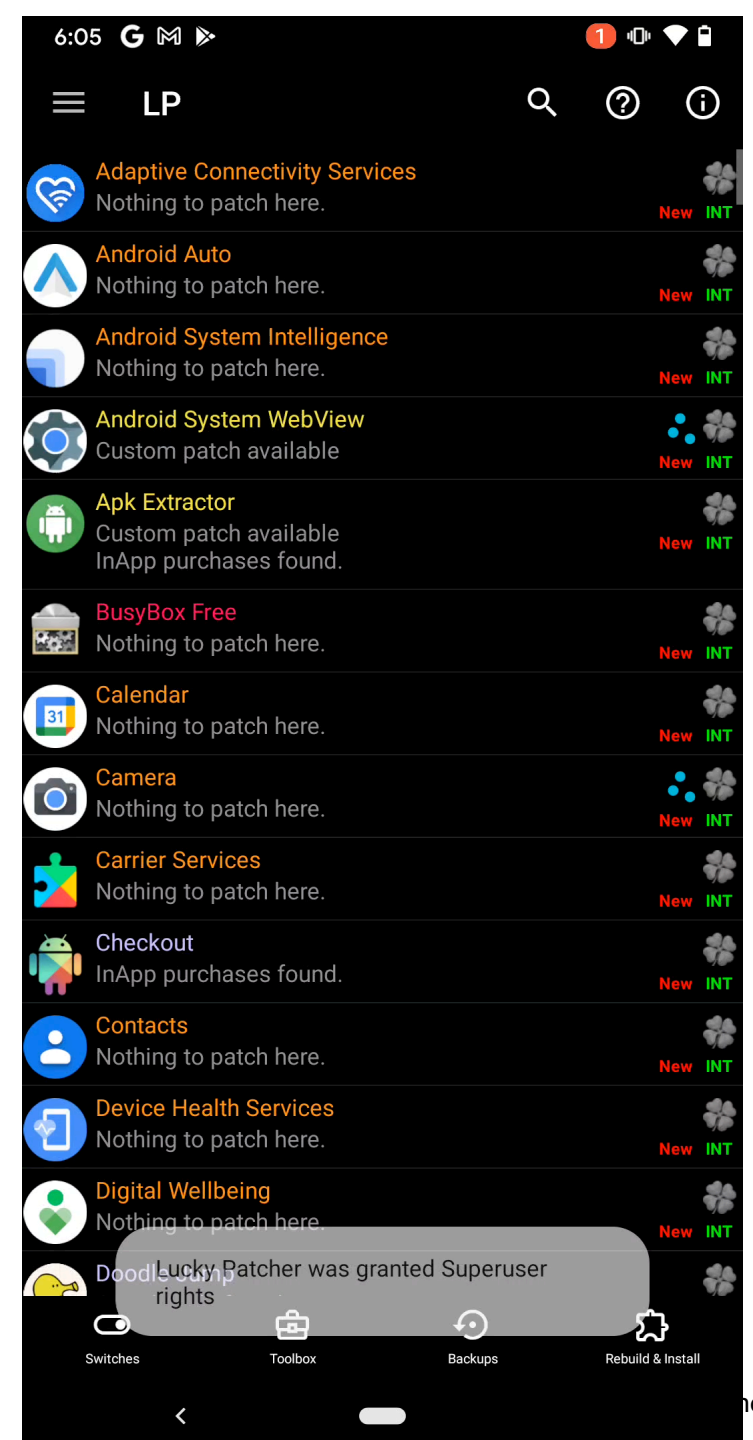 6:05
1
LP
Adaptive Connectivity Services
Nothing to patch here.
New INT
Android Auto
Nothing to patch here.
New INT
Android System Intelligence
Nothing to patch here.
New INT
Android System WebView
Custom patch available
New INT
Apk Extractor
Custom patch available
InApp purchases found.
New INT
BusyBox Free
Nothing to patch here.
New INT
31
Calendar
Nothing to patch here.
New INT
Camera
Nothing to patch here.
New INT
Carrier Services
Nothing to patch here.
New INT
Checkout
InApp purchases found.
New INT
Contacts
Nothing to patch here.
New INT
Device Health Services
Nothing to patch here.
New INT
Digital Wellbeing
Nothing to patch here.
New INT
Doodle Jump
Lucky Patcher was granted Superuser
rights
Switches Toolbox Backups Rebuild & Install